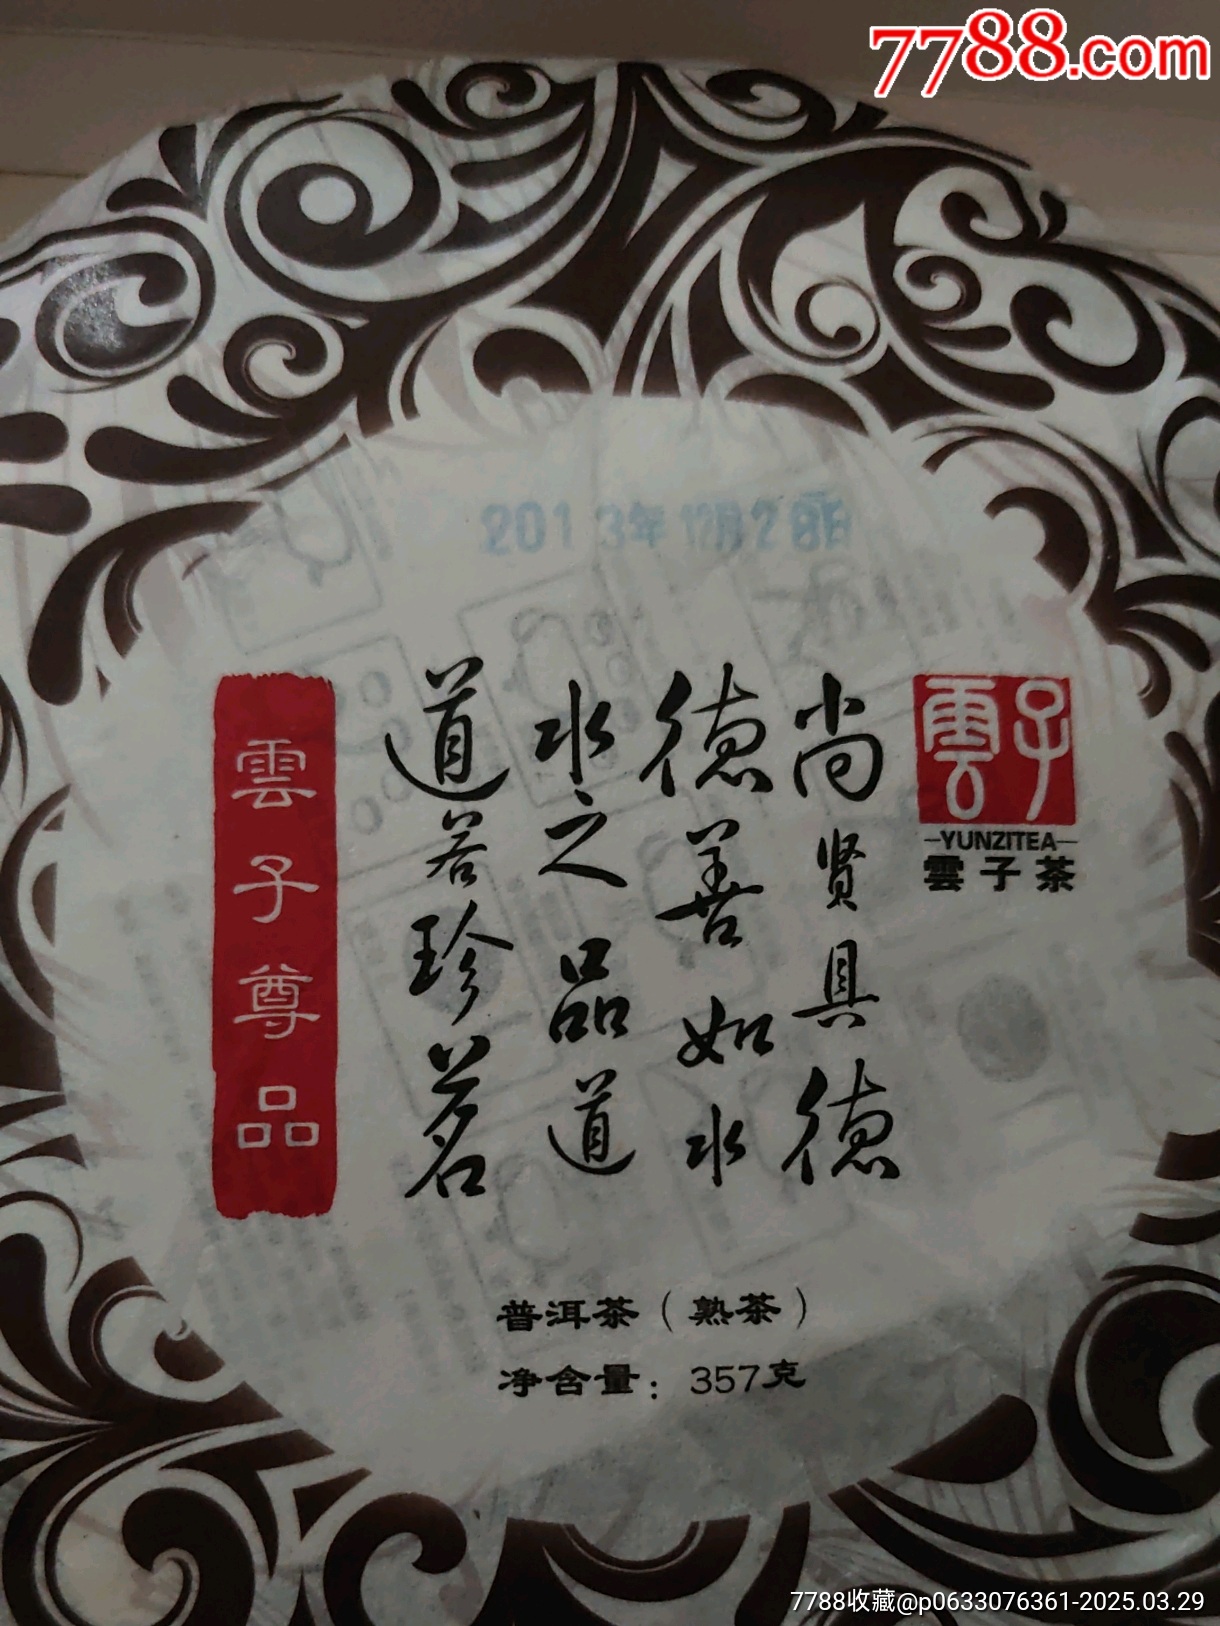 7788.com
2013年12月28日
雲子
YUNZITEA
雲子茶
尚贤具德
德善如水
水之品道
道若珍茗
雲子尊品
普洱茶（熟茶）
净含量：357克
7788收藏@p0633076361-2025.03.29